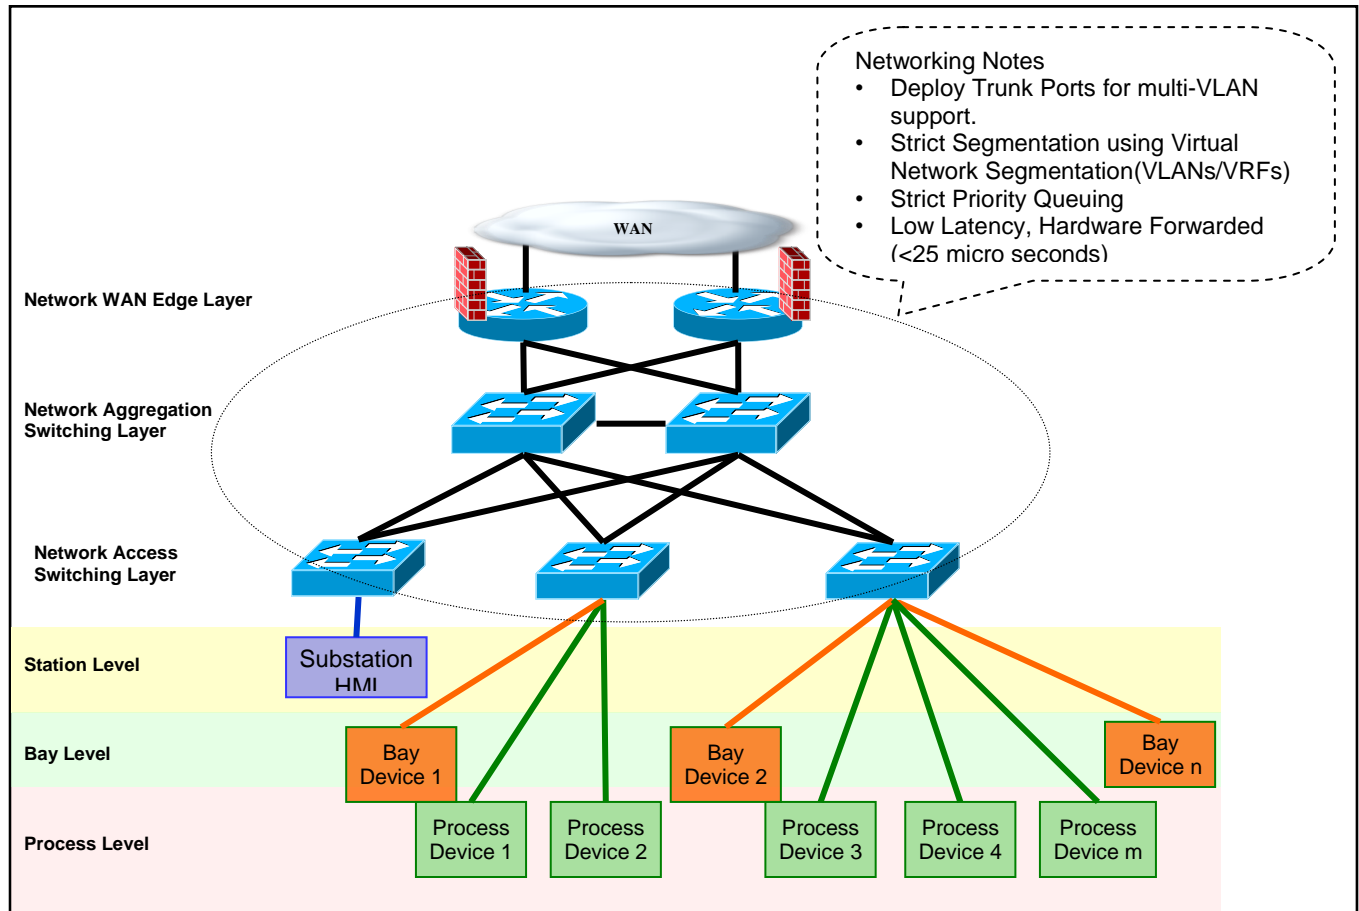 Networking Notes
• Deploy Trunk Ports for multi-VLAN
support.
• Strict Segmentation using Virtual
Network Segmentation(VLANs/VRFs)
• Strict Priority Queuing
• Low Latency, Hardware Forwarded
(<25 micro seconds)
WAN
Network WAN Edge Layer
Network Aggregation
Switching Layer
Network Access
Switching Layer
Station Level
Substation
HMI
Bay Level
Bay
Device 1
Bay
Device 2
Bay
Device n
Process Level
Process
Device 1
Process
Device 2
Process
Device 3
Process
Device 4
Process
Device m